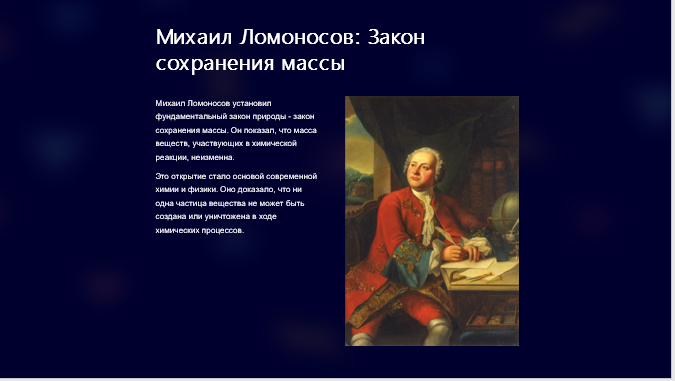 Михаил Ломоносов: Закон
сохранения массы
Михаил Ломоносов установил
фундаментальный закон природы - закон
сохранения массы. Он показал, что масса
веществ, участвующих в химической
реакции, неизменна.
Это открытие стало основой современной
химии и физики. Оно доказало, что ни
одна частица вещества не может быть
создана или уничтожена в ходе
химических процессов.